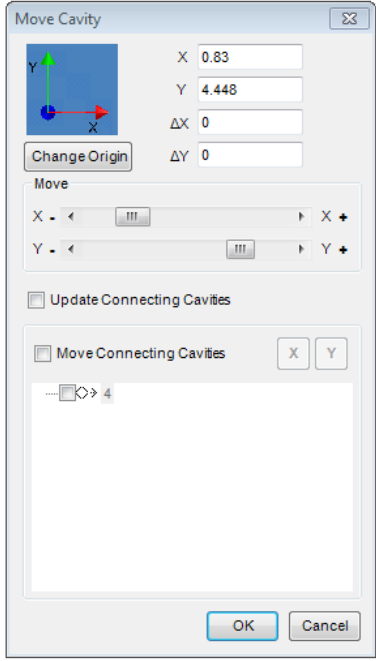 Move Cavity
Y
X
X 0.83
Y 4.448
ΔX 0
Change Origin
ΔY 0
Move
X - X +
Y - Y +
Update Connecting Cavities
Move Connecting Cavities X Y
4
OK Cancel